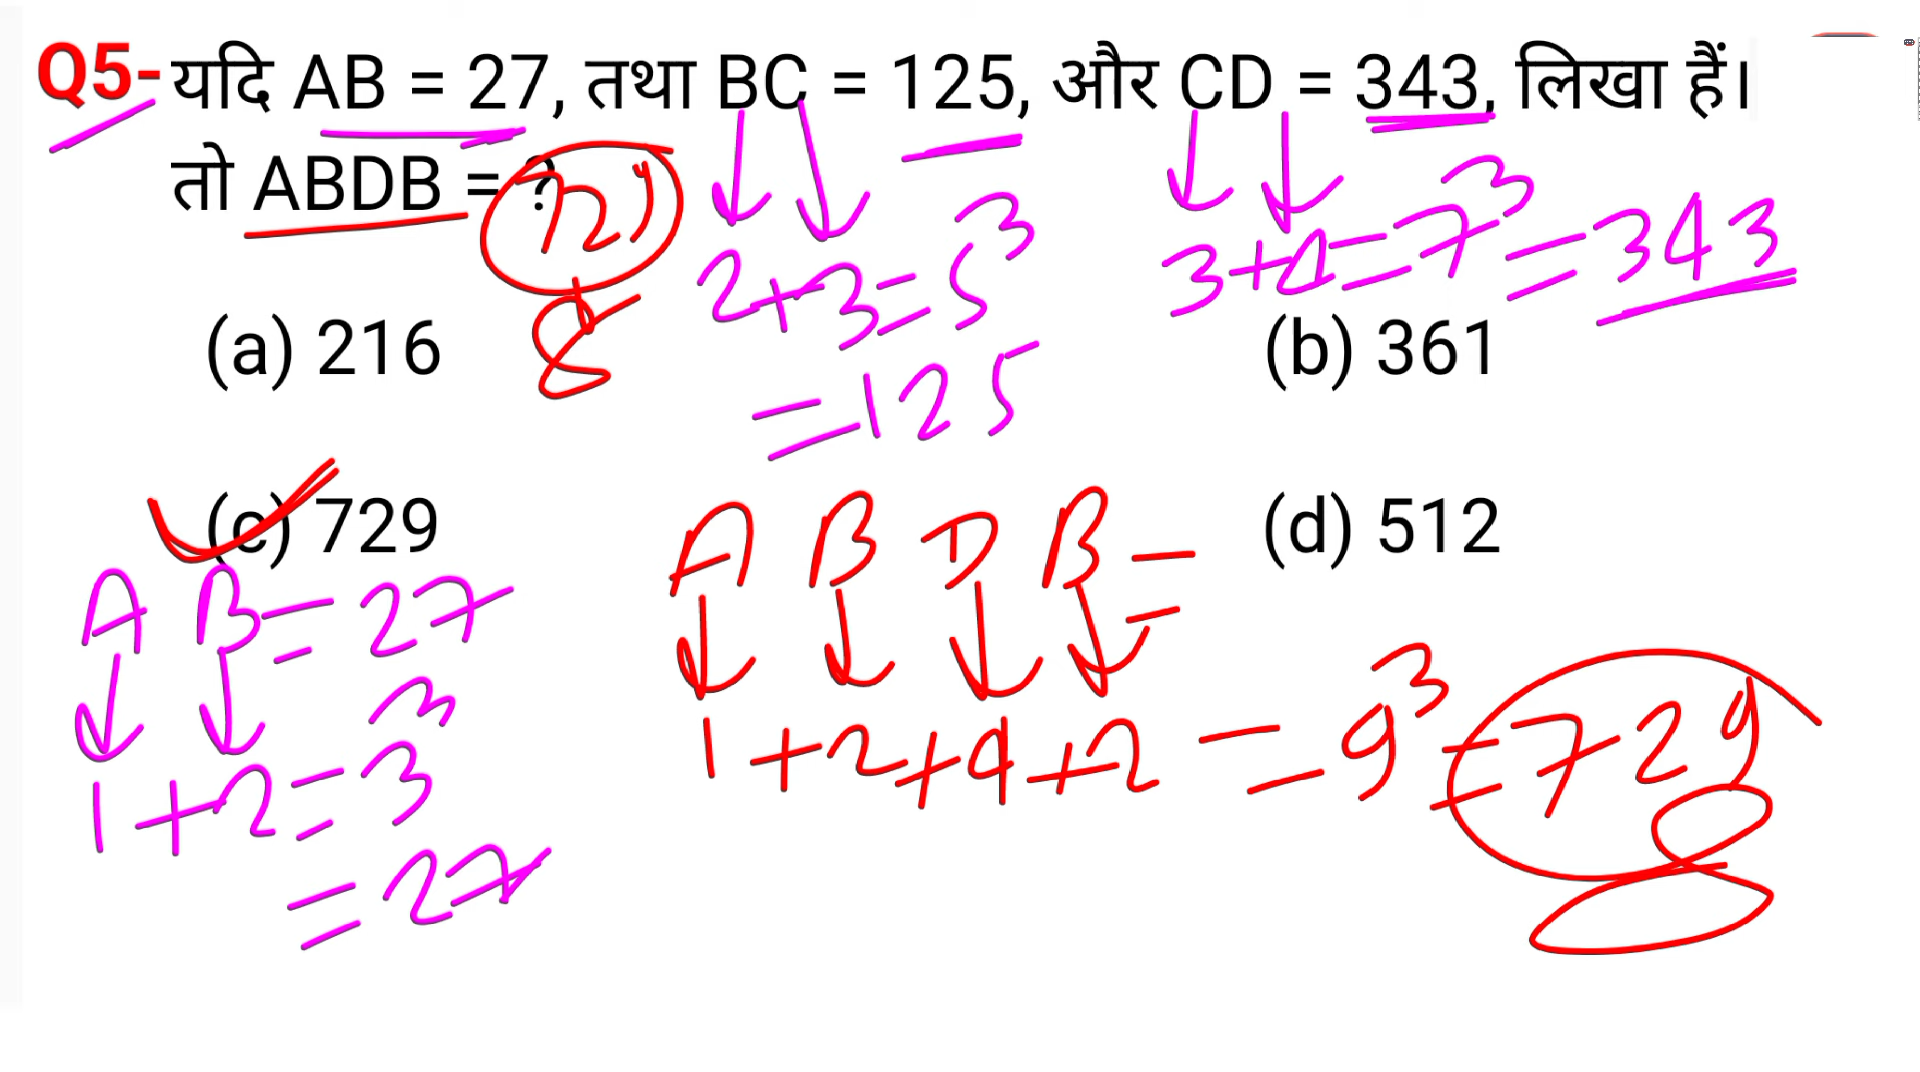 Q5- यदि AB = 27, तथा BC = 125, और CD = 343, लिखा हैं।
तो ABDB = ?
729
2+3=5³
=125
3+4=7³=343
(a) 216
(b) 361
(c) 729
(d) 512
A B = 27
1+2=3³
=27
A B D B =
1+2+4+2=9³=729